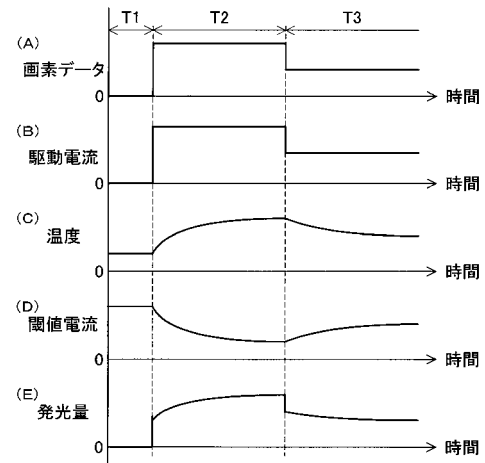 T1 T2 T3
(A)
画素データ
0
時間
(B)
駆動電流
0
時間
(C)
温度
0
時間
(D)
閾値電流
0
時間
(E)
発光量
0
時間